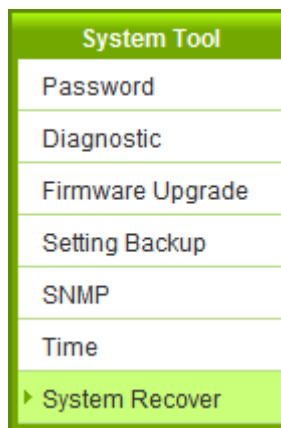 System Tool
Password
Diagnostic
Firmware Upgrade
Setting Backup
SNMP
Time
System Recover